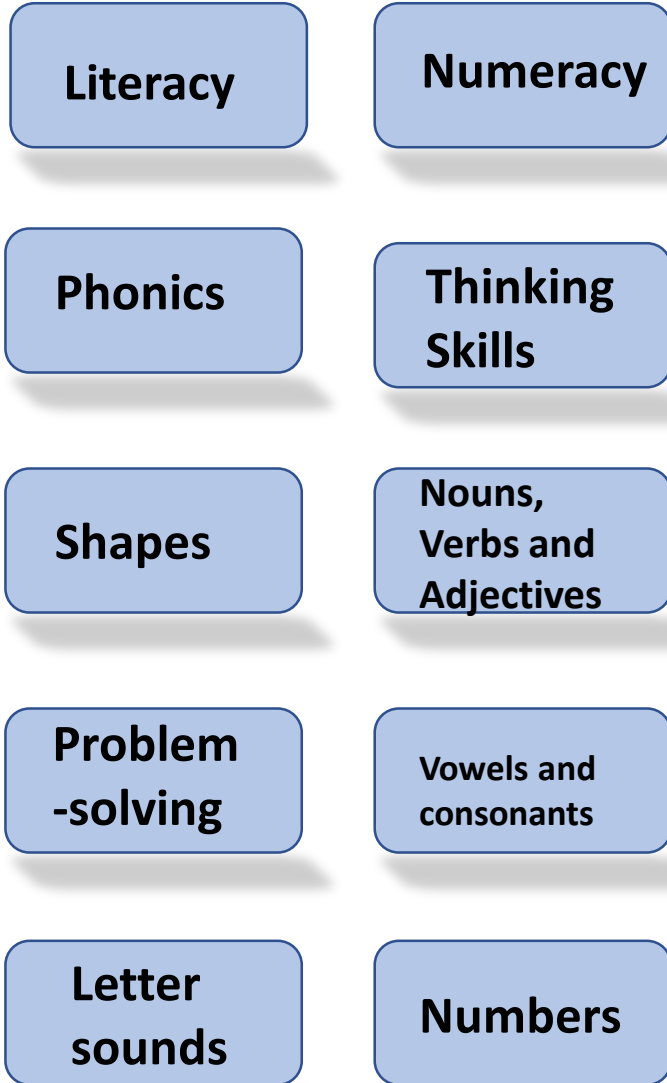 Literacy
Numeracy
Phonics
Thinking
Skills
Shapes
Nouns,
Verbs and
Adjectives
Problem
-solving
Vowels and
consonants
Letter
sounds
Numbers